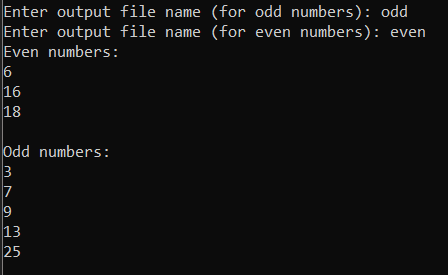 Enter output file name (for odd numbers): odd
Enter output file name (for even numbers): even
Even numbers:
6
16
18

Odd numbers:
3
7
9
13
25